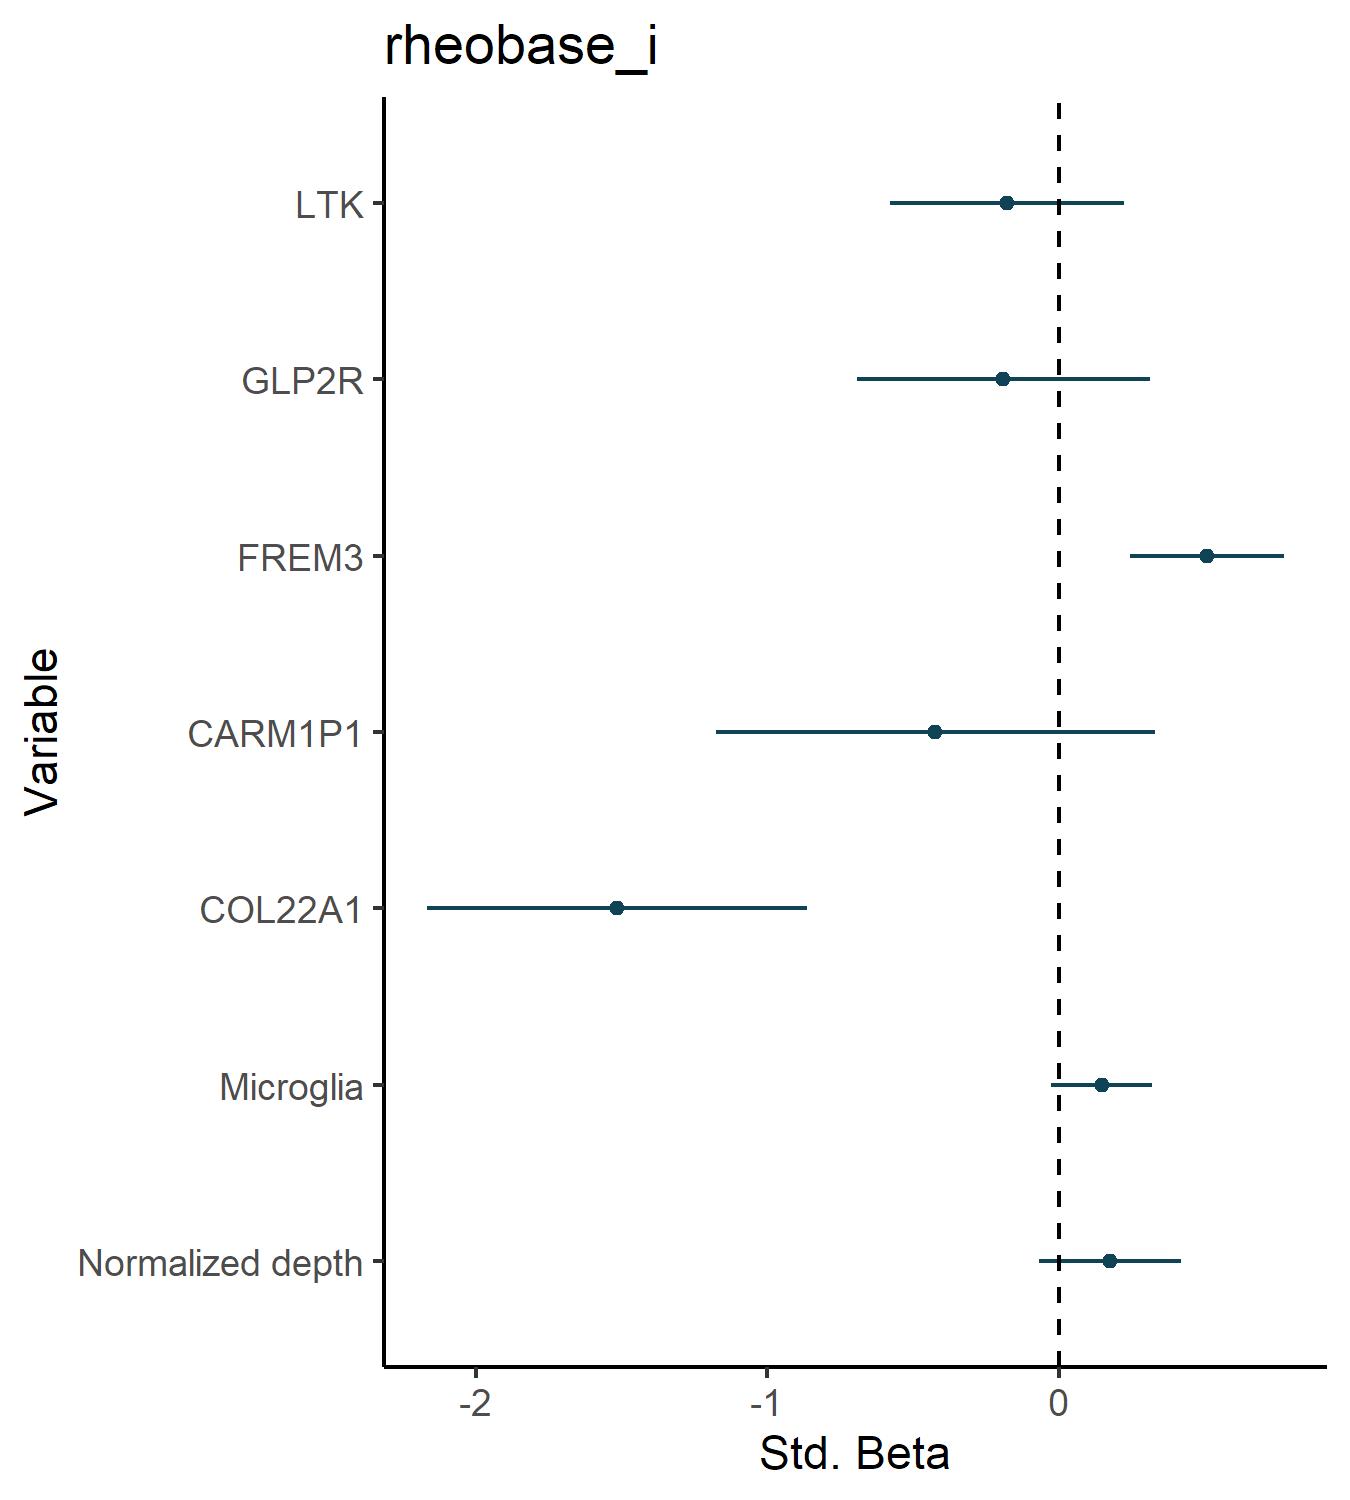 rheobase_i
Variable
LTK
GLP2R
FREM3
CARM1P1
COL22A1
Microglia
Normalized depth
-2 -1 0
Std. Beta